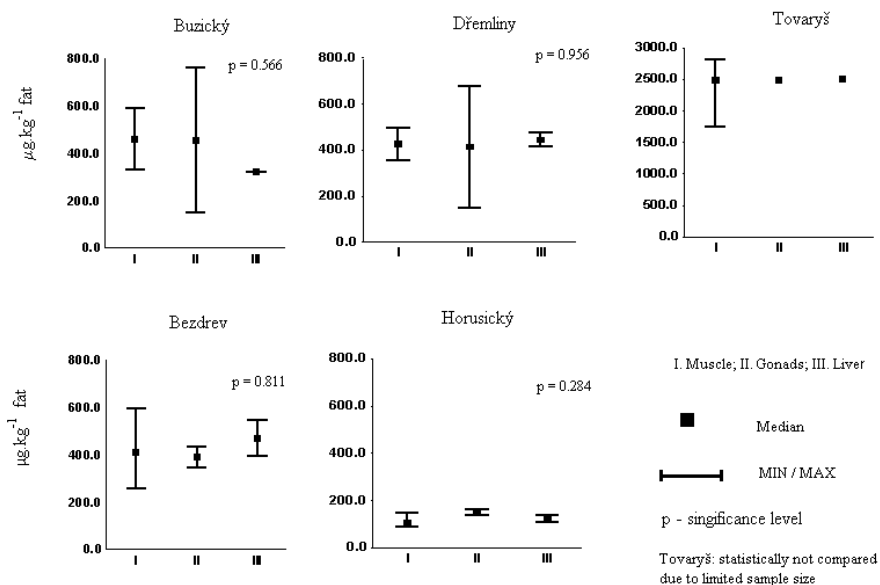 Buzický
800.0
p = 0.566
600.0
400.0
200.0
0.0
µg.kg-1 fat
I II III
Dřemliny
800.0
p = 0.956
600.0
400.0
200.0
0.0
I II III
Tovaryš
3000.0
2500.0
2000.0
1500.0
1000.0
500.0
0.0
I II III
Bezdrev
800.0
p = 0.811
600.0
400.0
200.0
0.0
µg.kg-1 fat
I II III
Horusický
800.0
p = 0.284
600.0
400.0
200.0
0.0
I II III
I. Muscle; II. Gonads; III. Liver
Median
MIN / MAX
p - singificance level
Tovaryš: statistically not compared
due to limited sample size